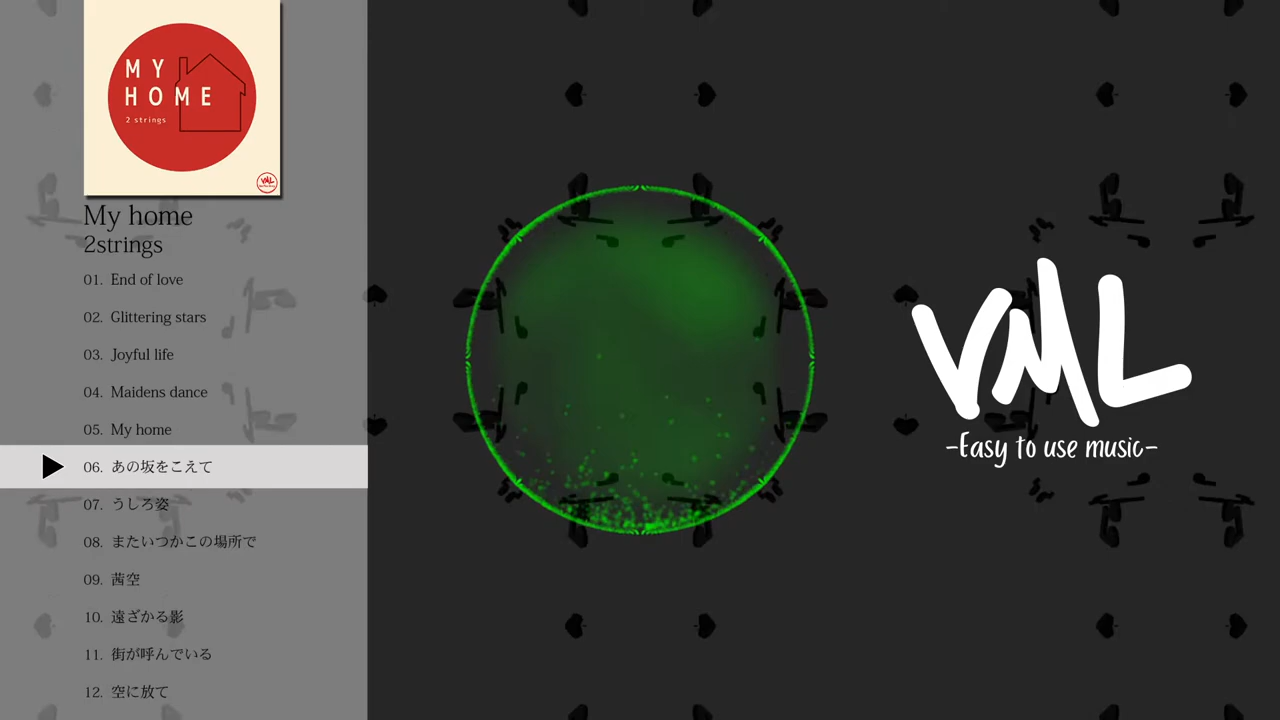 MY
HOME
2 strings
VML
My home
2strings
01. End of love
02. Glittering stars
03. Joyful life
04. Maidens dance
05. My home
06. あの坂をこえて
07. うしろ姿
08. またいつかこの場所で
09. 茜空
10. 遠ざかる影
11. 街が呼んでいる
12. 空に放て
VML
-Easy to use music-